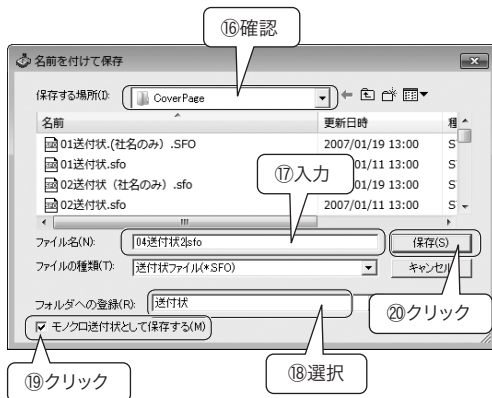 ⑯確認
名前を付けて保存
保存する場所(I):
CoverPage
名前 更新日時 種
01送付状.(社名のみ）.SFO 2007/01/19 13:00 S
01送付状.sfo 2007/01/11 13:00 S
02送付状（社名のみ）.sfo 2007/01/19 13:00 S
02送付状.sfo 2007/01/11 13:00 S
⑰入力
ファイル名(N): 04送付状2.sfo 保存(S)
ファイルの種類(T): 送付ファイル(*.SFO) キャンセル
フォルダへの登録(R): 送付状
モノクロ送付状として保存する(M)
⑳クリック
⑲クリック
⑱選択